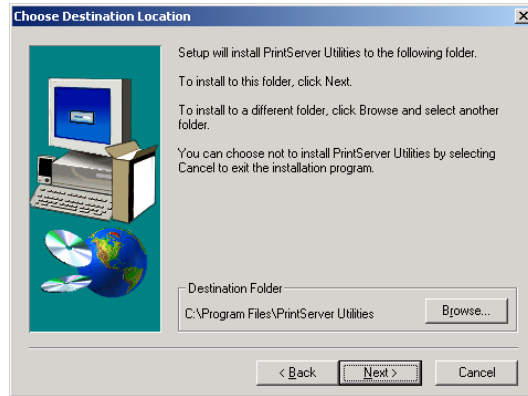 Choose Destination Location
Setup will install PrintServer Utilities to the following folder.
To install to this folder, click Next.
To install to a different folder, click Browse and select another
folder.
You can choose not to install PrintServer Utilities by selecting
Cancel to exit the installation program.
Destination Folder
C:\Program Files\PrintServer Utilities
Browse...
< Back
Next >
Cancel